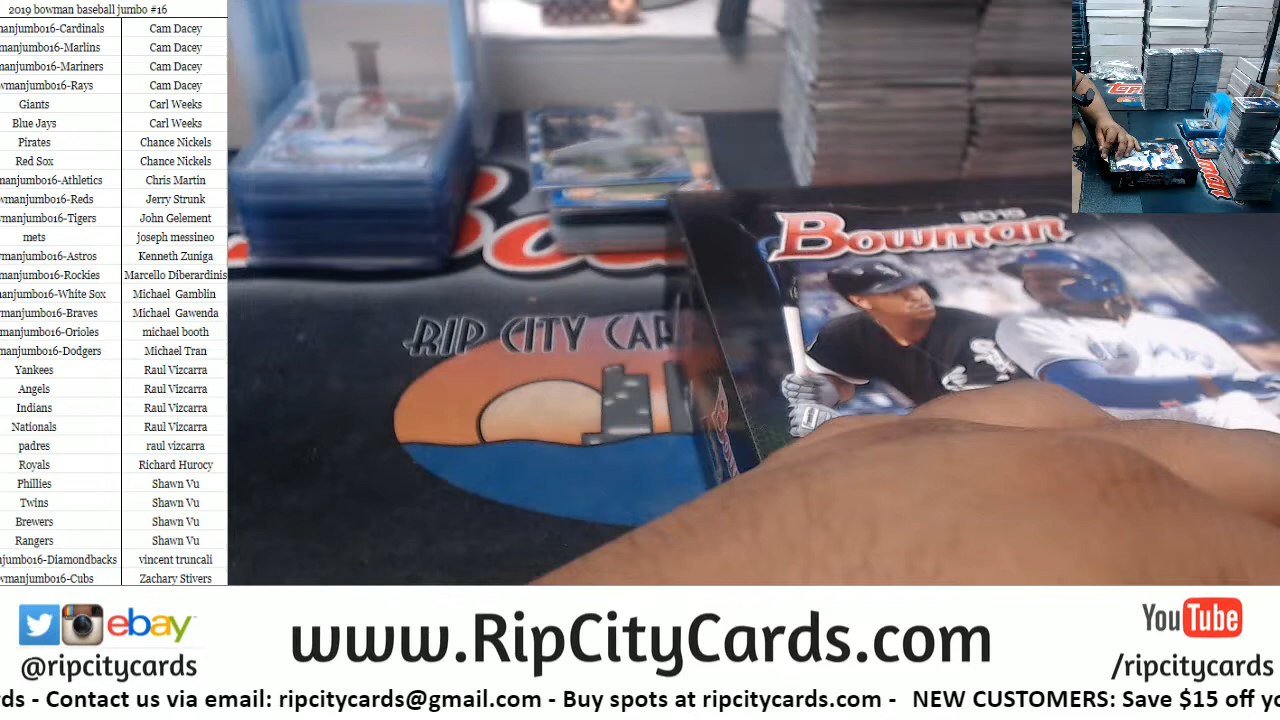 2019 bowman baseball jumbo #16
manjumbo16-Cardinals Cam Dacey
manjumbo16-Marlins Cam Dacey
manjumbo16-Mariners Cam Dacey
wmanjumbo16-Rays Cam Dacey
Giants Carl Weeks
Blue Jays Carl Weeks
Pirates Chance Nickels
Red Sox Chance Nickels
manjumbo16-Athletics Chris Martin
wmanjumbo16-Reds Jerry Strunk
wmanjumbo16-Tigers John Gelement
mets joseph messineo
wmanjumbo16-Astros Kenneth Zuniga
manjumbo16-Rockies Marcello Diberardinis
manjumbo16-White Sox Michael Gamblin
manjumbo16-Braves Michael Gawenda
manjumbo16-Orioles michael booth
manjumbo16-Dodgers Michael Tran
Yankees Raul Vizcarra
Angels Raul Vizcarra
Indians Raul Vizcarra
Nationals Raul Vizcarra
padres raul vizcarra
Royals Richard Hurocy
Phillies Shawn Vu
Twins Shawn Vu
Brewers Shawn Vu
Rangers Shawn Vu
njumbo16-Diamondbacks vincent truncali
wmanjumbo16-Cubs Zachary Stivers
2019
Bowman
RIP CITY CAR
ebay
@ripcitycards
www.RipCityCards.com
YouTube
/ripcitycards
rds - Contact us via email: ripcitycards@gmail.com - Buy spots at ripcitycards.com - NEW CUSTOMERS: Save $15 off yo